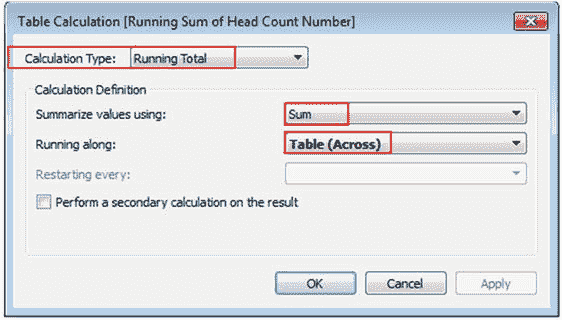 Table Calculation [Running Sum of Head Count Number]
Calculation Type: Running Total
Calculation Definition
Summarize values using: Sum
Running along: Table (Across)
Restarting every:
Perform a secondary calculation on the result
OK Cancel Apply